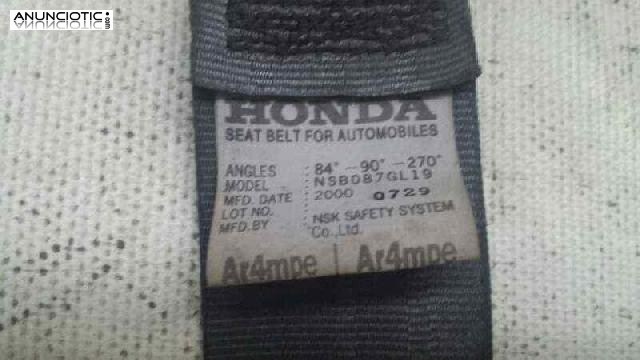 ANUNCIOTIC.com
HONDA
SEAT BELT FOR AUTOMOBILES
ANGLES : 84° -90° -270°
MODEL : NSB087GL19
MFD. DATE : 2000 0729
LOT NO. :
MFD.BY : NSK SAFETY SYSTEM
Co.,Ltd.
Ar4mpe | Ar4mpe